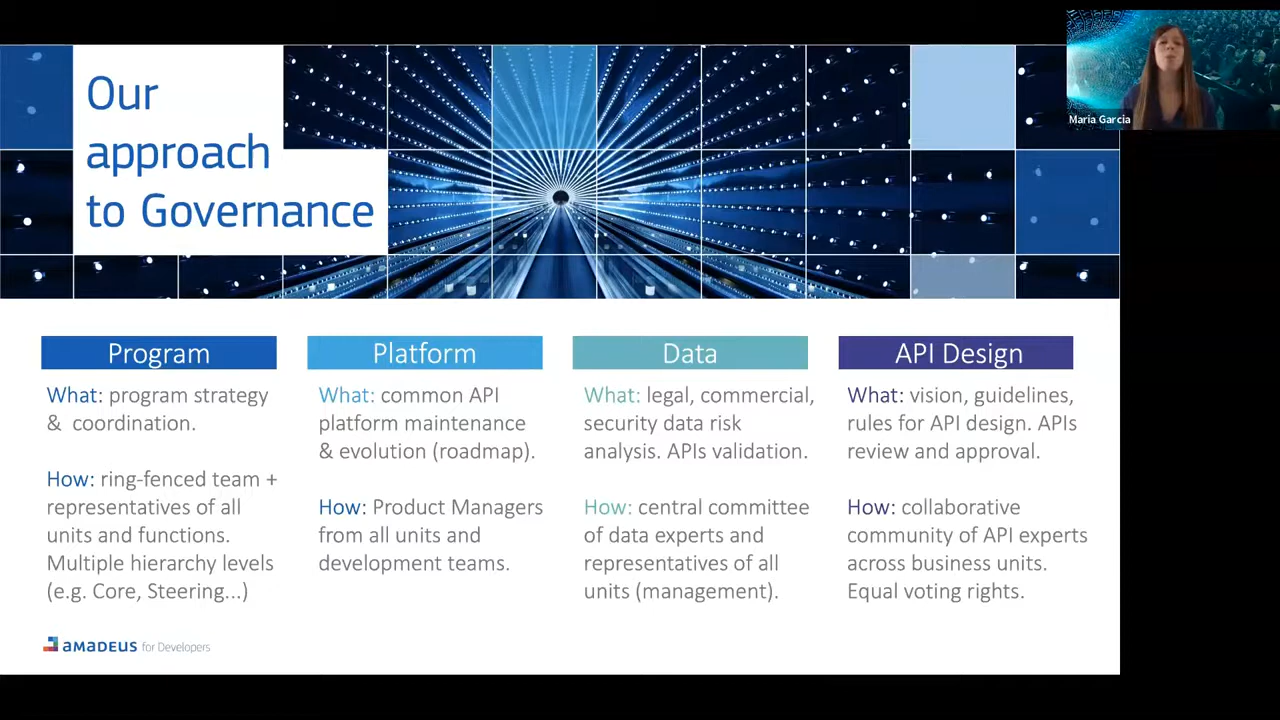 Our
approach
to Governance
Maria Garcia
Program
What: program strategy
& coordination.
How: ring-fenced team +
representatives of all
units and functions.
Multiple hierarchy levels
(e.g. Core, Steering...)
Platform
What: common API
platform maintenance
& evolution (roadmap).
How: Product Managers
from all units and
development teams.
Data
What: legal, commercial,
security data risk
analysis. APIs validation.
How: central committee
of data experts and
representatives of all
units (management).
API Design
What: vision, guidelines,
rules for API design. APIs
review and approval.
How: collaborative
community of API experts
across business units.
Equal voting rights.
amadeus for Developers